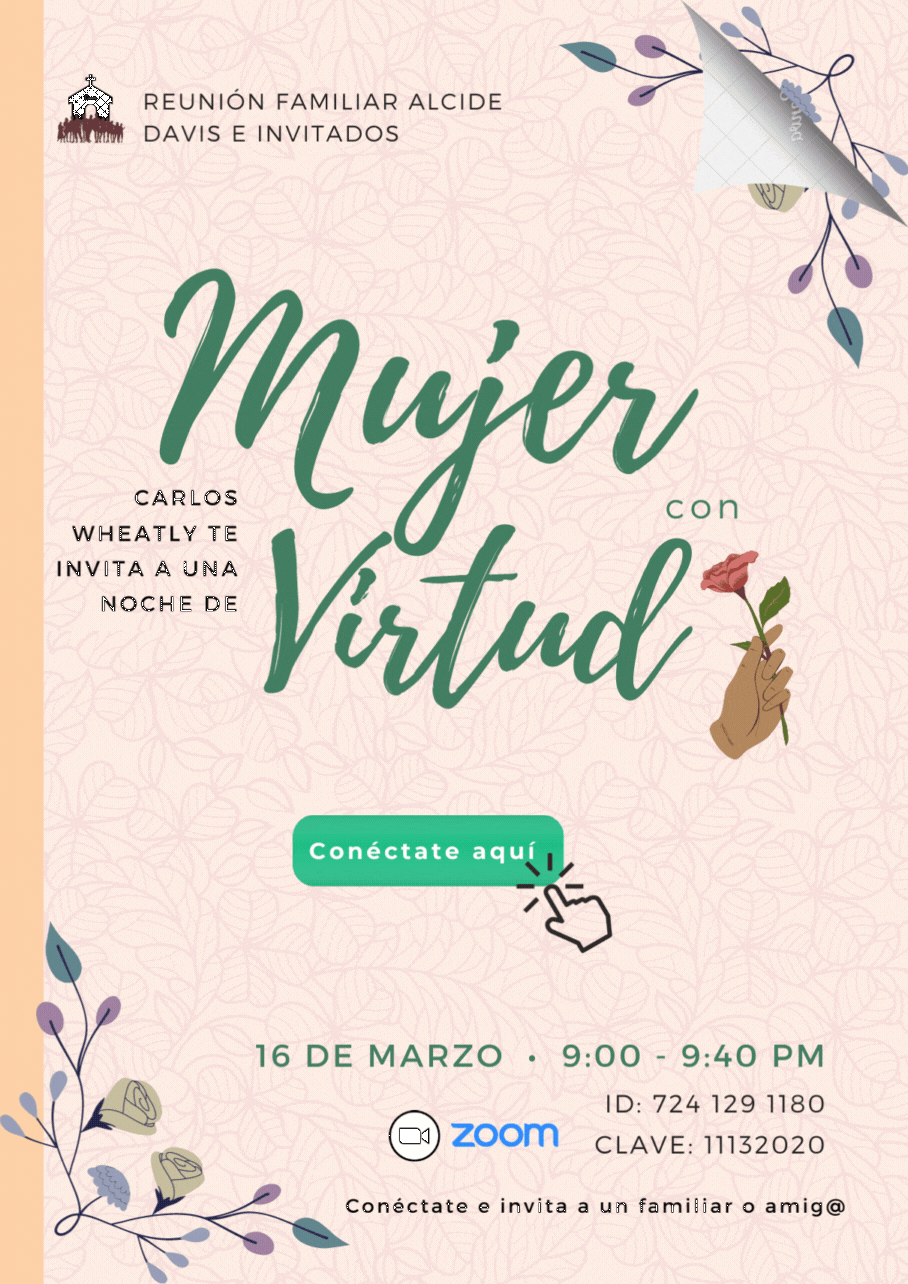 REUNIÓN FAMILIAR ALCIDE
DAVIS E INVITADOS
Mujer
CARLOS
WHEATLY TE
INVITA A UNA
NOCHE DE
con
Virtud
Conéctate aquí
16 DE MARZO • 9:00 - 9:40 PM
ID: 724 129 1180
zoom
CLAVE: 11132020
Conéctate e invita a un familiar o amig@